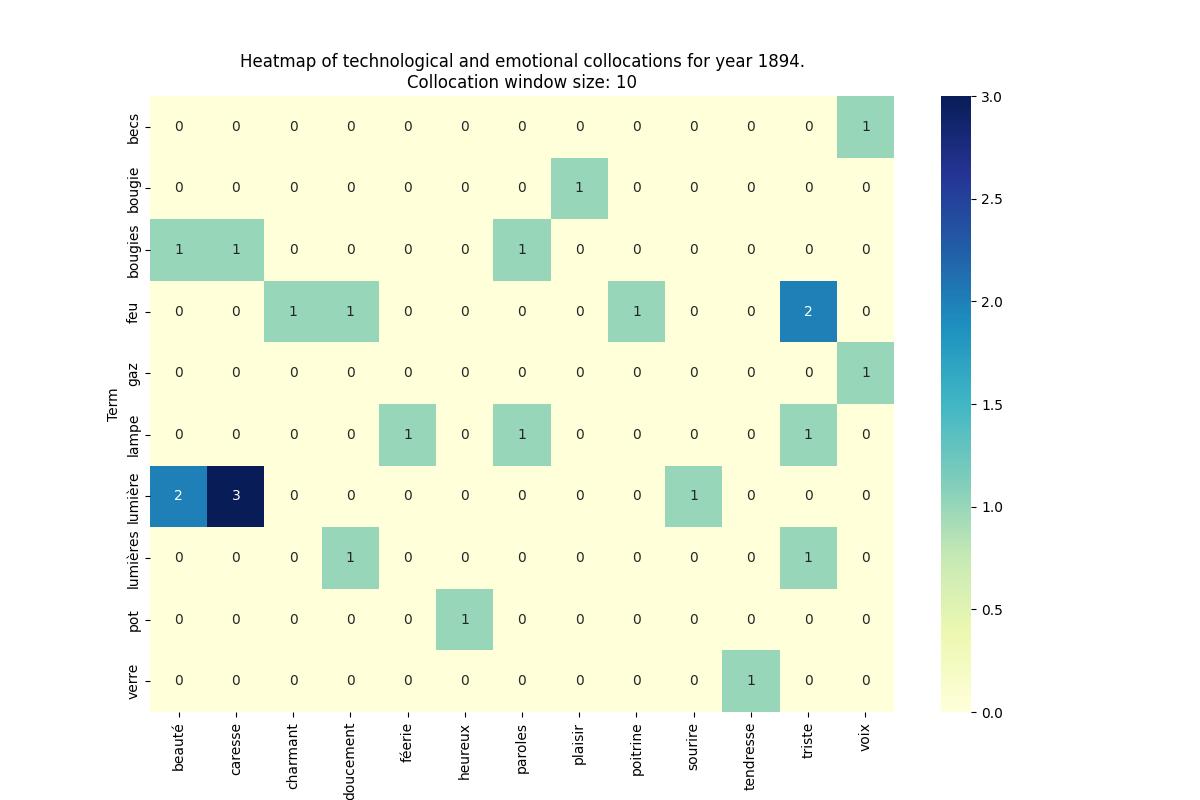 Heatmap of technological and emotional collocations for year 1894.
Collocation window size: 10
Term
becs 0 0 0 0 0 0 0 0 0 0 0 0 1
bougie 0 0 0 0 0 0 0 1 0 0 0 0 0
bougies 1 1 0 0 0 0 1 0 0 0 0 0 0
feu 0 0 1 1 0 0 0 0 1 0 0 2 0
gaz 0 0 0 0 0 0 0 0 0 0 0 0 1
lampe 0 0 0 0 1 0 1 0 0 0 0 1 0
lumière 2 3 0 0 0 0 0 0 0 1 0 0 0
lumières 0 0 0 1 0 0 0 0 0 0 0 1 0
pot 0 0 0 0 0 1 0 0 0 0 0 0 0
verre 0 0 0 0 0 0 0 0 0 0 1 0 0
beauté caresse charmant doucement féerie heureux paroles plaisir poitrine sourire tendresse triste voix
3.0
2.5
2.0
1.5
1.0
0.5
0.0